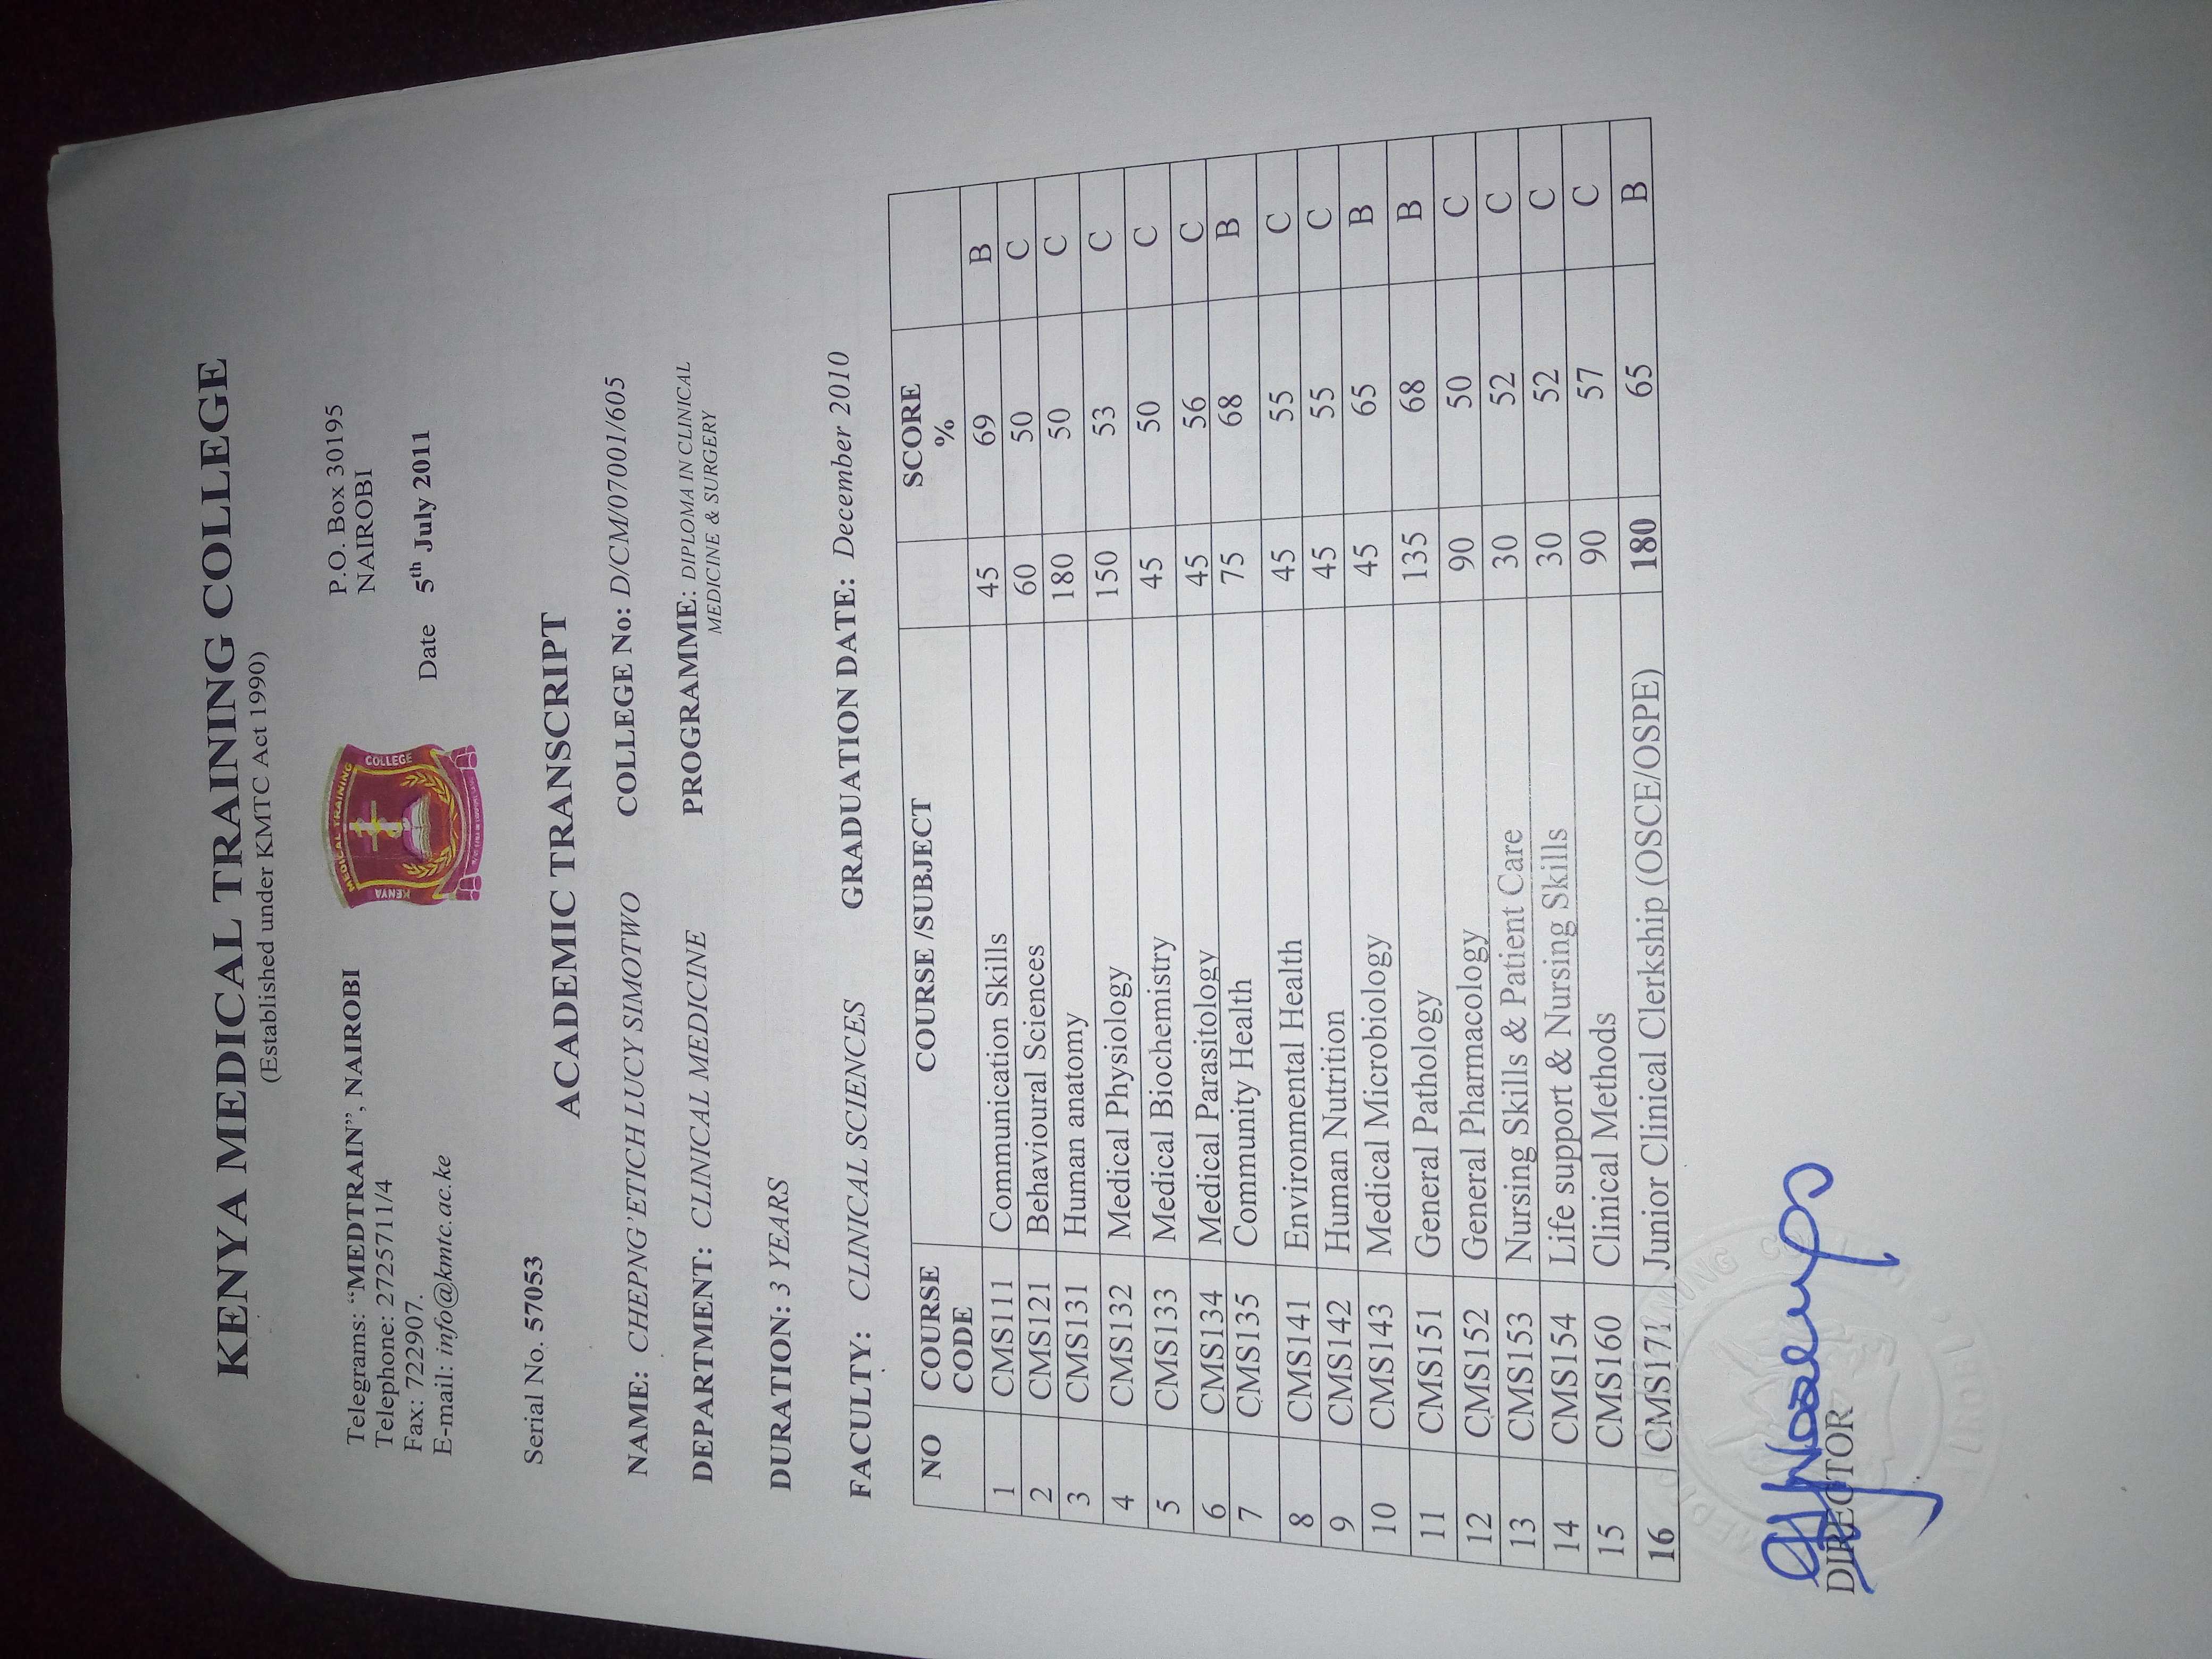 KENYA MEDICAL TRAINING COLLEGE
(Established under KMTC Act 1990)
Telegrams: “MEDTRAIN”, NAIROBI
Telephone: 2725711/4
Fax: 722907.
E-mail: info@kmtc.ac.ke
KENYA MEDICAL TRAINING COLLEGE
P.O. Box 30195
NAIROBI
Date 5th July 2011
Serial No. 57053
ACADEMIC TRANSCRIPT
NAME: CHEPNG’ETICH LUCY SIMOTWO COLLEGE No: D/CM/07001/605
DEPARTMENT: CLINICAL MEDICINE PROGRAMME: DIPLOMA IN CLINICAL
MEDICINE & SURGERY
DURATION: 3 YEARS
FACULTY: CLINICAL SCIENCES GRADUATION DATE: December 2010
NO COURSE CODE COURSE /SUBJECT SCORE %
1 CMS111 Communication Skills 45 69 B
2 CMS121 Behavioural Sciences 60 50 C
3 CMS131 Human anatomy 180 50 C
4 CMS132 Medical Physiology 150 53 C
5 CMS133 Medical Biochemistry 45 50 C
6 CMS134 Medical Parasitology 45 56 C
7 CMS135 Community Health 75 68 B
8 CMS141 Environmental Health 45 55 C
9 CMS142 Human Nutrition 45 55 C
10 CMS143 Medical Microbiology 45 65 B
11 CMS151 General Pathology 135 68 B
12 CMS152 General Pharmacology 90 50 C
13 CMS153 Nursing Skills & Patient Care 30 52 C
14 CMS154 Life support & Nursing Skills 30 52 C
15 CMS160 Clinical Methods 90 57 C
16 CMS171 Junior Clinical Clerkship (OSCE/OSPE) 180 65 B
DIRECTOR